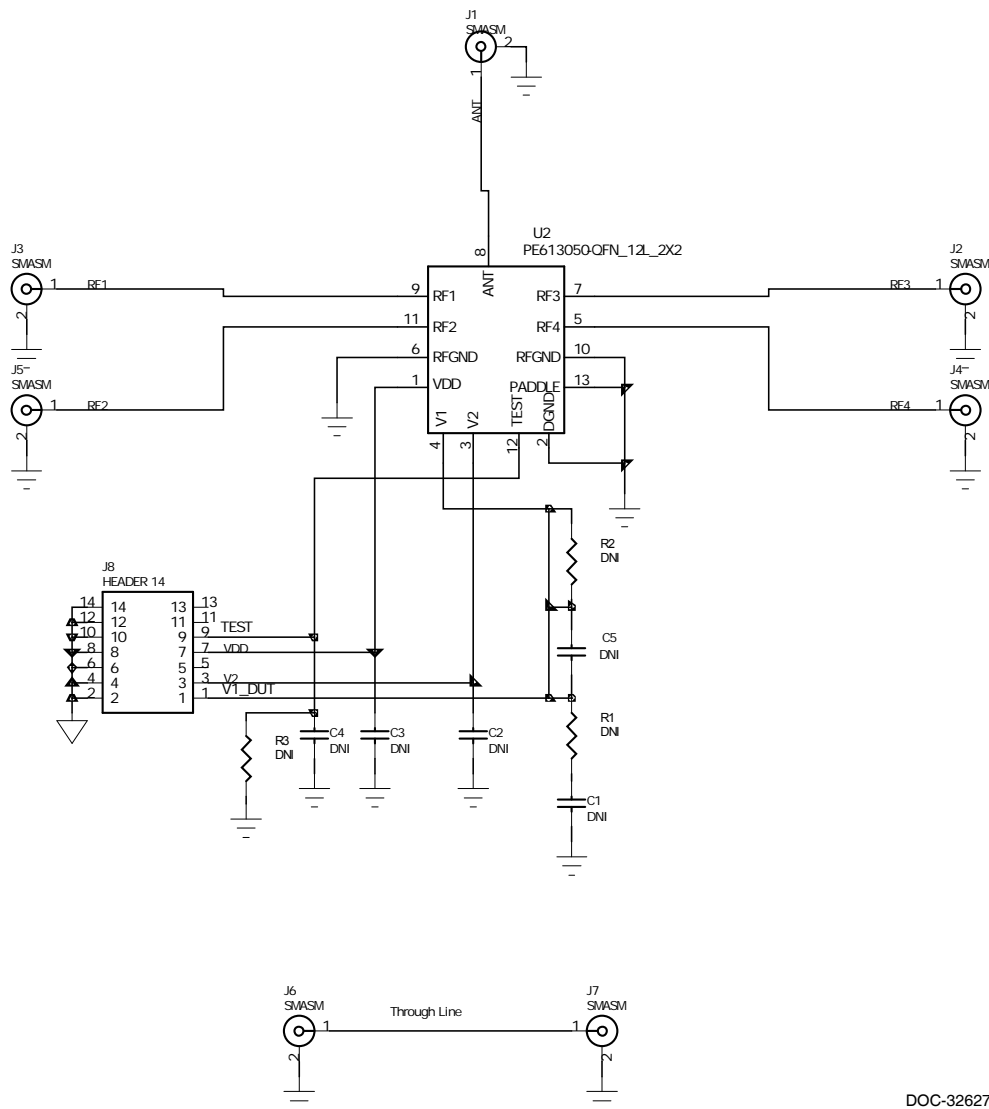 J1
SMASM
2
1
ANT
U2
PE613050-QFN_12L_2X2
8
ANT
J3
SMASM
1
RF1
2
9
RF1
RF3
7
J2
SMASM
RF3
1
2
11
RF2
RF4
5
6
RFGND
RFGND
10
1
VDD
PADDLE
13
V1
V2
TEST
DGND
4
3
12
2
J5
SMASM
1
RF2
2
J4
SMASM
RF4
1
2
R2
DNI
C5
DNI
R1
DNI
C1
DNI
J8
HEADER 14
14 14 13 13
12 12 11 11
10 10 9 9 TEST
8 8 7 7 VDD
6 6 5 5
4 4 3 3 V2
2 2 1 1 V1_DUT
R3
DNI
C4
DNI
C3
DNI
C2
DNI
J6
SMASM
1
2
Through Line
J7
SMASM
1
2
DOC-32627